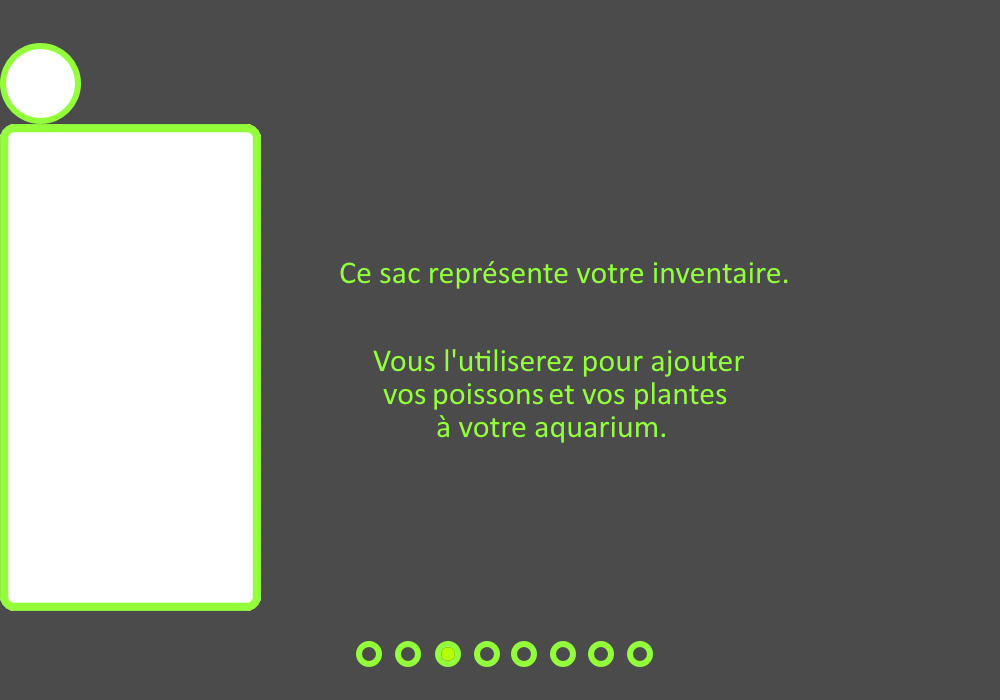 Ce sac représente votre inventaire.
Vous l'utiliserez pour ajouter
vos poissons et vos plantes
à votre aquarium.